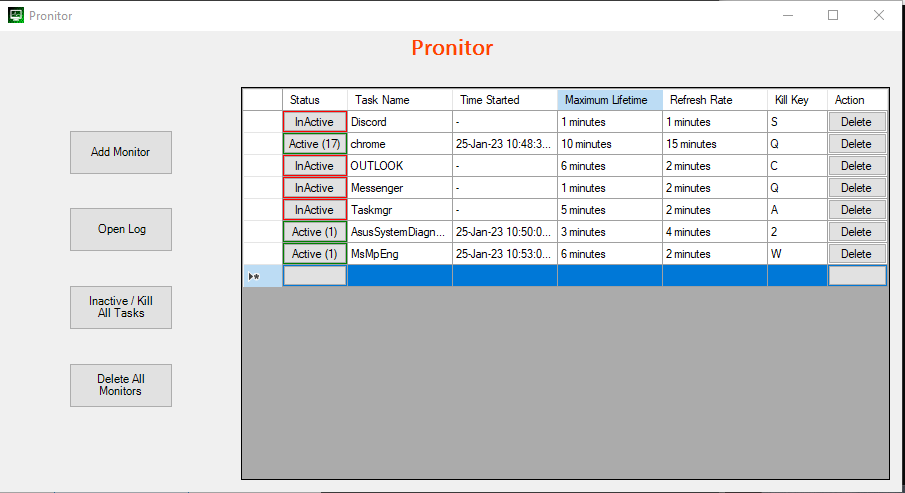 Pronitor
Pronitor
Add Monitor
Open Log
Inactive / Kill
All Tasks
Delete All
Monitors
Status Task Name Time Started Maximum Lifetime Refresh Rate Kill Key Action
InActive Discord - 1 minutes 1 minutes S Delete
Active (17) chrome 25-Jan-23 10:48:3... 10 minutes 15 minutes Q Delete
InActive OUTLOOK - 6 minutes 2 minutes C Delete
InActive Messenger - 1 minutes 2 minutes Q Delete
InActive Taskmgr - 5 minutes 2 minutes A Delete
Active (1) AsusSystemDiagn... 25-Jan-23 10:50:0... 3 minutes 4 minutes 2 Delete
Active (1) MsMpEng 25-Jan-23 10:53:0... 6 minutes 2 minutes W Delete